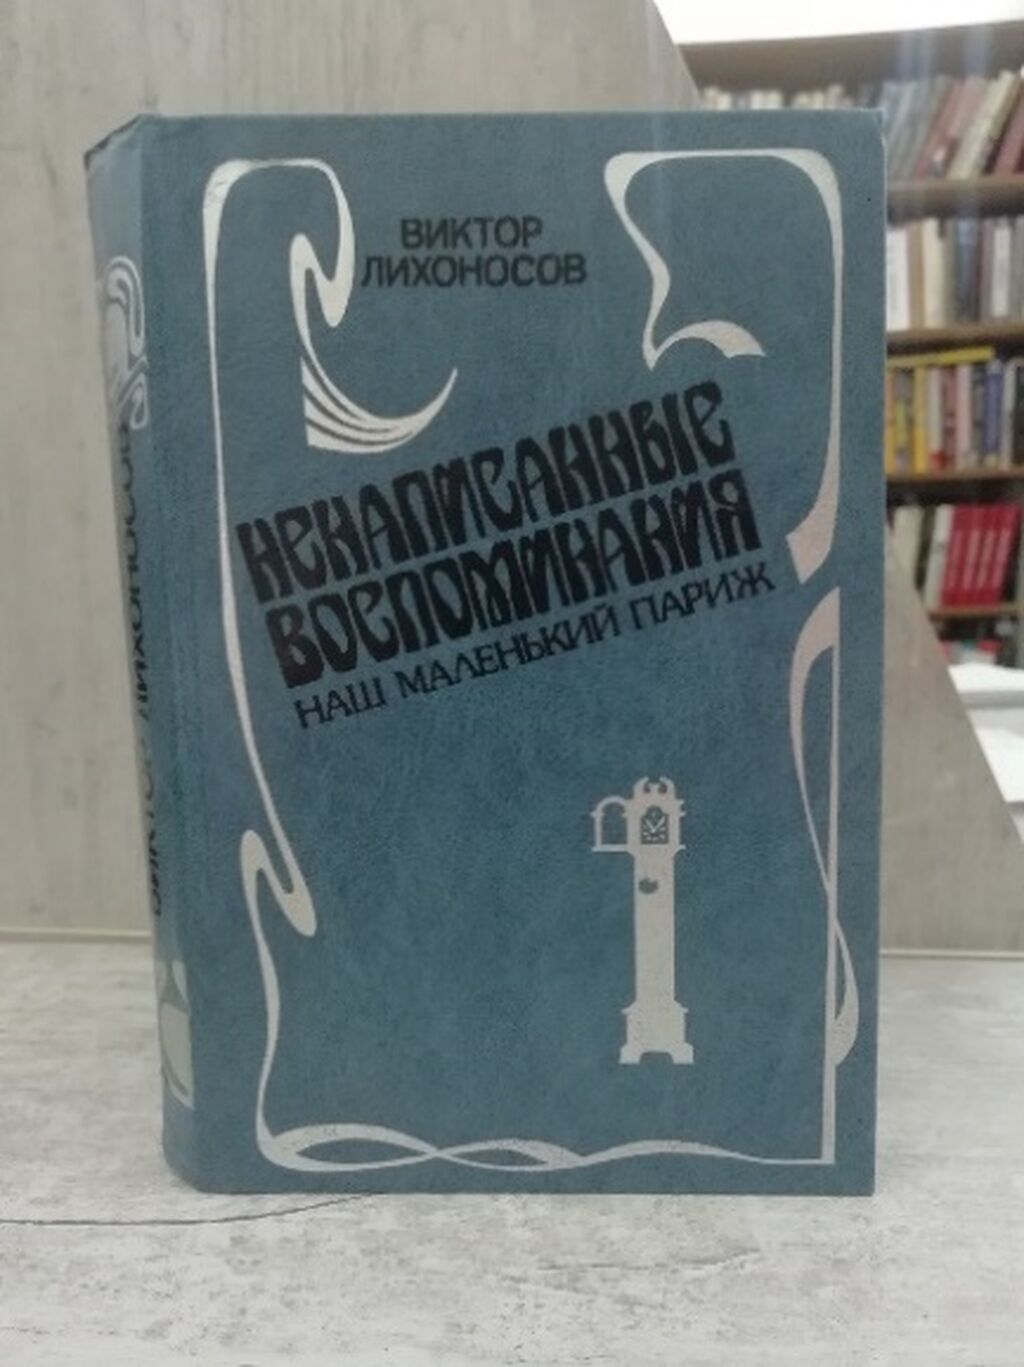 ВИКТОР
ЛИХОНОСОВ
НЕНАПИСАННЫЕ
ВОСПОМИНАНИЯ
НАШ МАЛЕНЬКИЙ ПАРИЖ
ВИКТОР ЛИХОНОСОВ